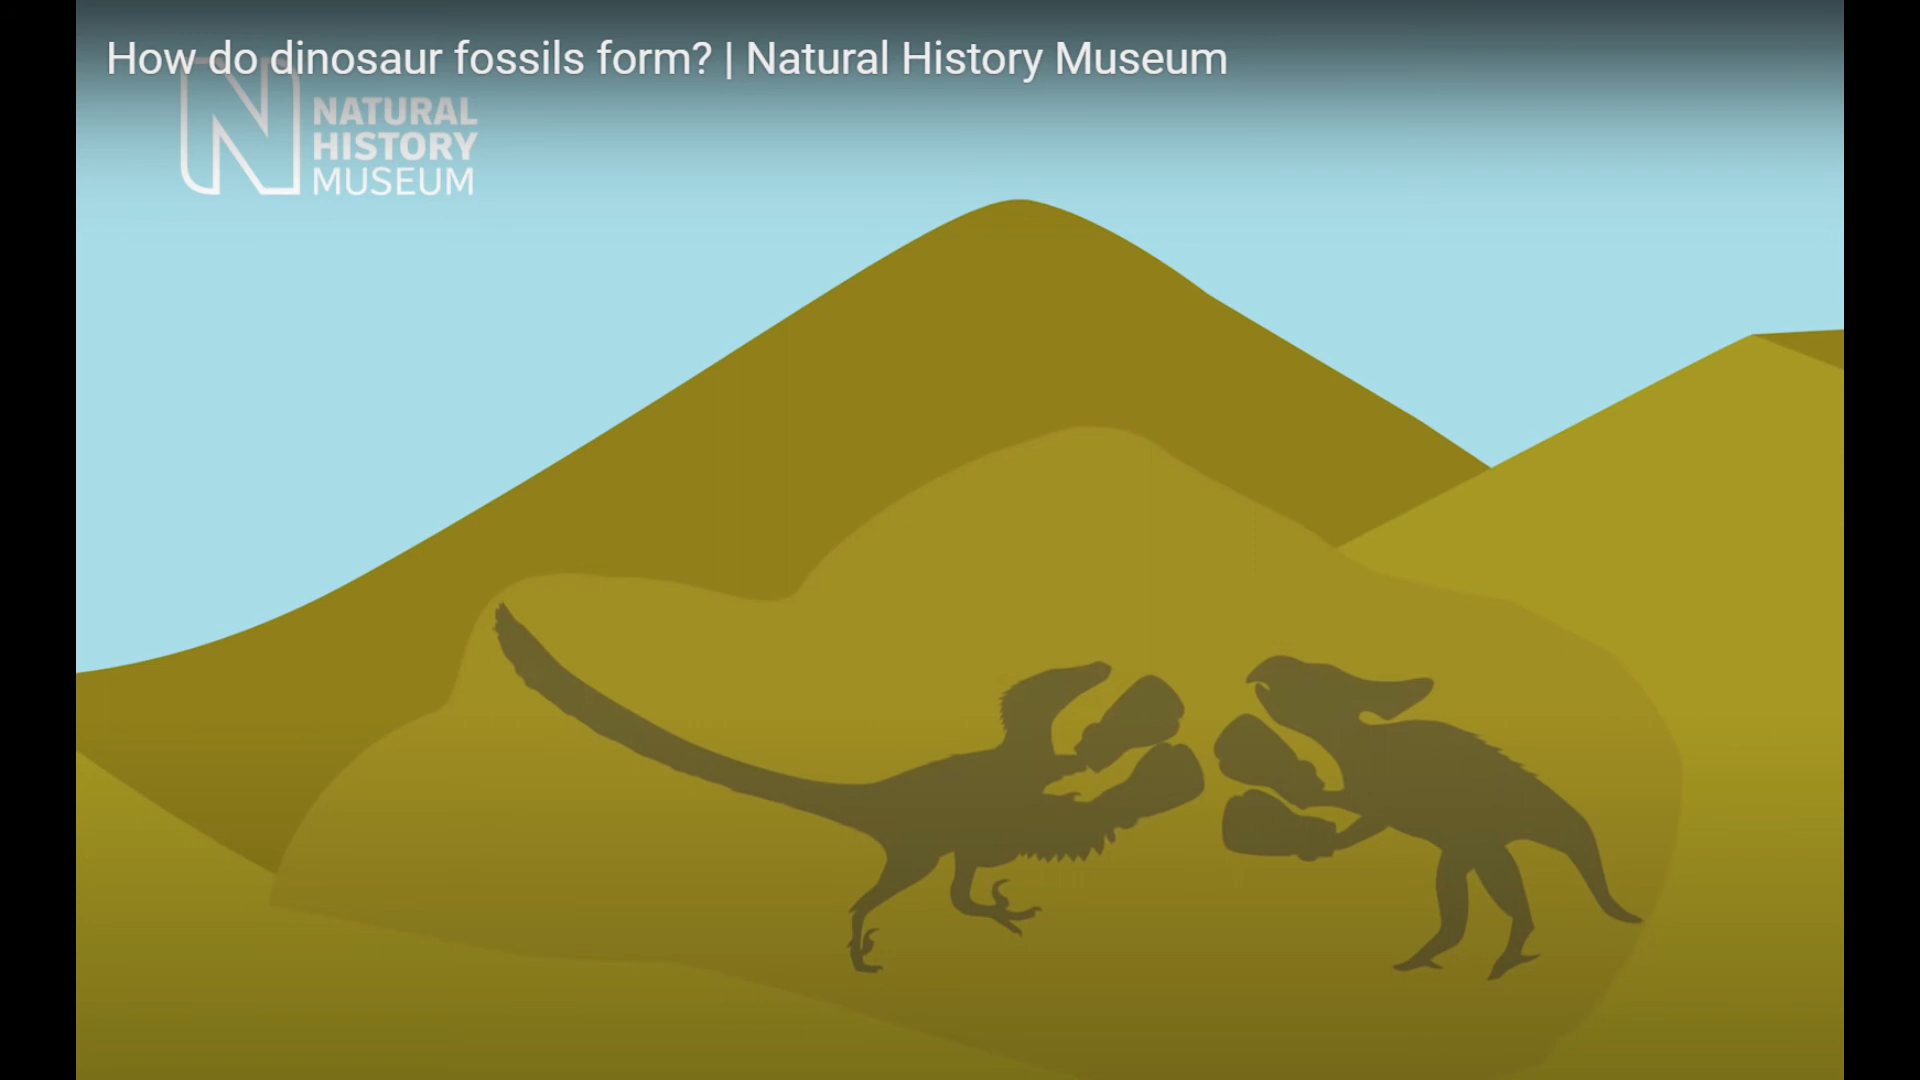 How do dinosaur fossils form? | Natural History Museum
NATURAL
HISTORY
MUSEUM